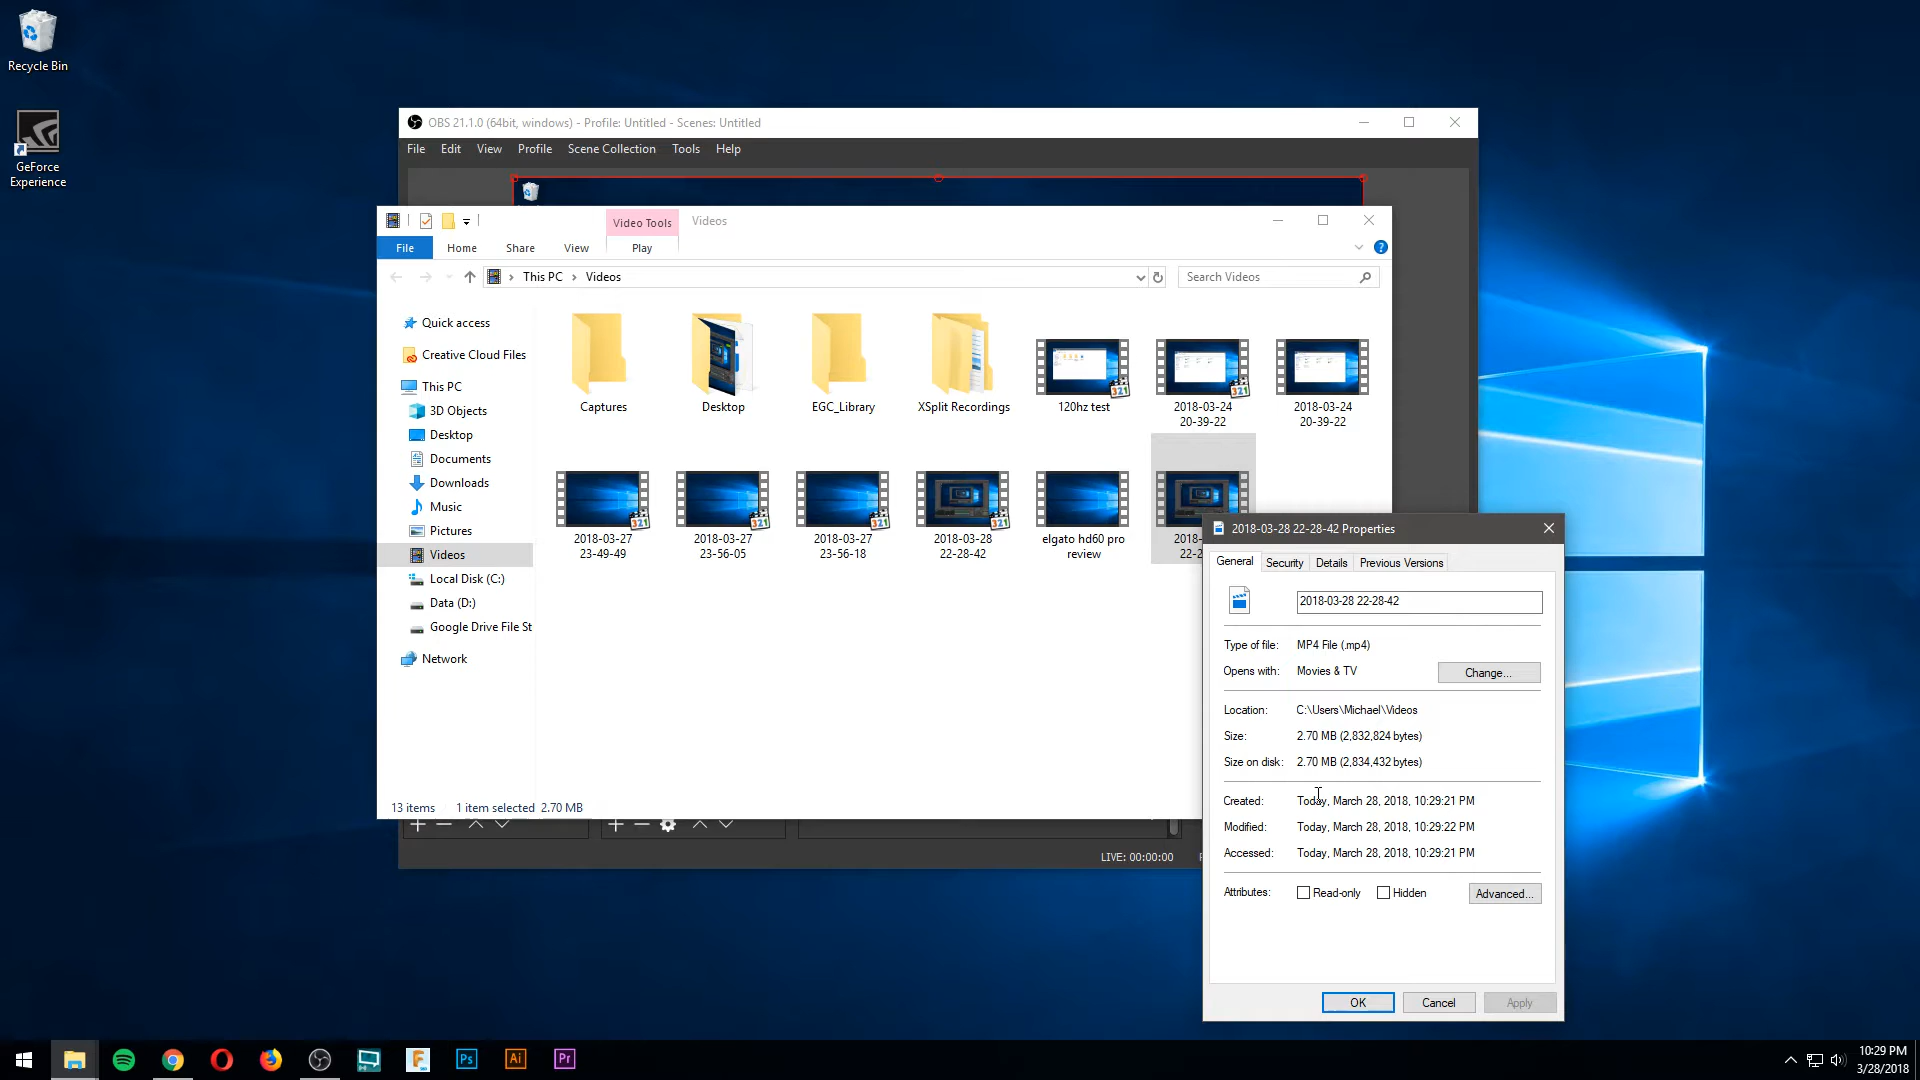 Recycle Bin
GeForce
Experience
OBS 21.1.0 (64bit, windows) - Profile: Untitled - Scenes: Untitled
File Edit View Profile Scene Collection Tools Help
Video Tools Videos
File Home Share View Play
This PC Videos
Search Videos
Quick access
Creative Cloud Files
This PC
3D Objects
Desktop
Documents
Downloads
Music
Pictures
Videos
Local Disk (C:)
Data (D:)
Google Drive File St
Network
Captures
Desktop
EGC_Library
XSplit Recordings
120hz test
2018-03-24
20-39-22
2018-03-24
20-39-22
2018-03-27
23-49-49
2018-03-27
23-56-05
2018-03-27
23-56-18
2018-03-28
22-28-42
elgato hd60 pro
review
2018-
22-2
13 items 1 item selected 2.70 MB
LIVE: 00:00:00
2018-03-28 22-28-42 Properties
General Security Details Previous Versions
2018-03-28 22-28-42
Type of file: MP4 File (.mp4)
Opens with: Movies & TV Change...
Location: C:\Users\Michael\Videos
Size: 2.70 MB (2,832,824 bytes)
Size on disk: 2.70 MB (2,834,432 bytes)
Created: Today, March 28, 2018, 10:29:21 PM
Modified: Today, March 28, 2018, 10:29:22 PM
Accessed: Today, March 28, 2018, 10:29:21 PM
Attributes: Read-only Hidden Advanced...
OK Cancel Apply
Ps Ai Pr
10:29 PM
3/28/2018